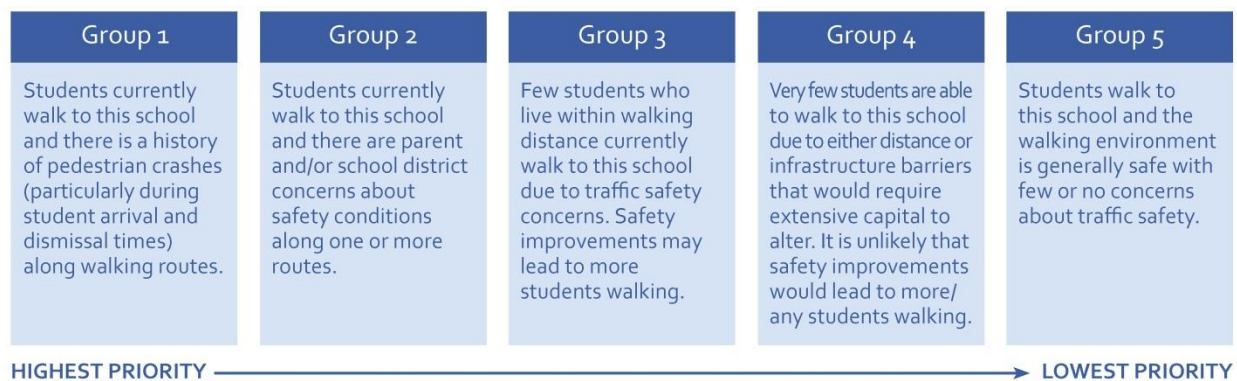 Group 1
Students currently
walk to this school
and there is a history
of pedestrian crashes
(particularly during
student arrival and
dismissal times)
along walking routes.
Group 2
Students currently
walk to this school
and there are parent
and/or school district
concerns about
safety conditions
along one or more
routes.
Group 3
Few students who
live within walking
distance currently
walk to this school
due to traffic safety
concerns. Safety
improvements may
lead to more
students walking.
Group 4
Very few students are able
to walk to this school
due to either distance or
infrastructure barriers
that would require
extensive capital to
alter. It is unlikely that
safety improvements
would lead to more/
any students walking.
Group 5
Students walk to
this school and the
walking environment
is generally safe with
few or no concerns
about traffic safety.
HIGHEST PRIORITY
LOWEST PRIORITY